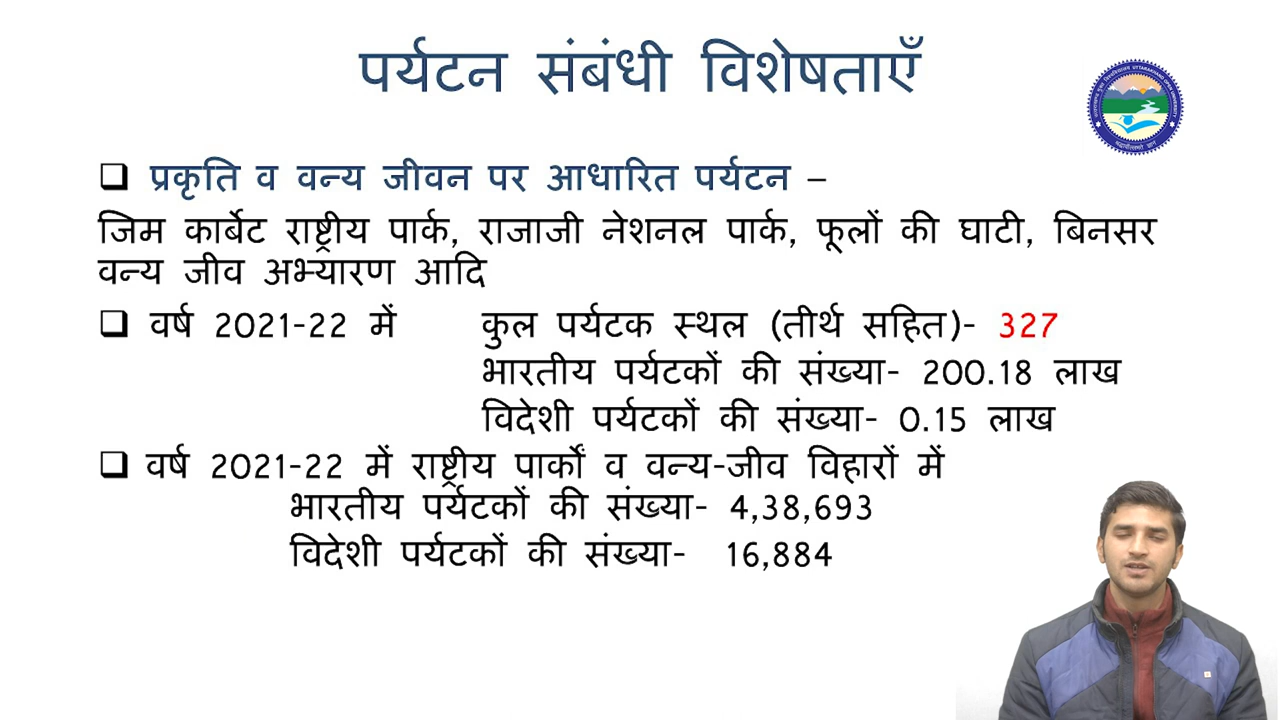 पर्यटन संबंधी विशेषताएँ
❑ प्रकृति व वन्य जीवन पर आधारित पर्यटन –
जिम कार्बेट राष्ट्रीय पार्क, राजाजी नेशनल पार्क, फूलों की घाटी, बिनसर
वन्य जीव अभ्यारण आदि
❑ वर्ष 2021-22 में कुल पर्यटक स्थल (तीर्थ सहित)- 327
भारतीय पर्यटकों की संख्या- 200.18 लाख
विदेशी पर्यटकों की संख्या- 0.15 लाख
❑ वर्ष 2021-22 में राष्ट्रीय पार्कों व वन्य-जीव विहारों में
भारतीय पर्यटकों की संख्या- 4,38,693
विदेशी पर्यटकों की संख्या- 16,884